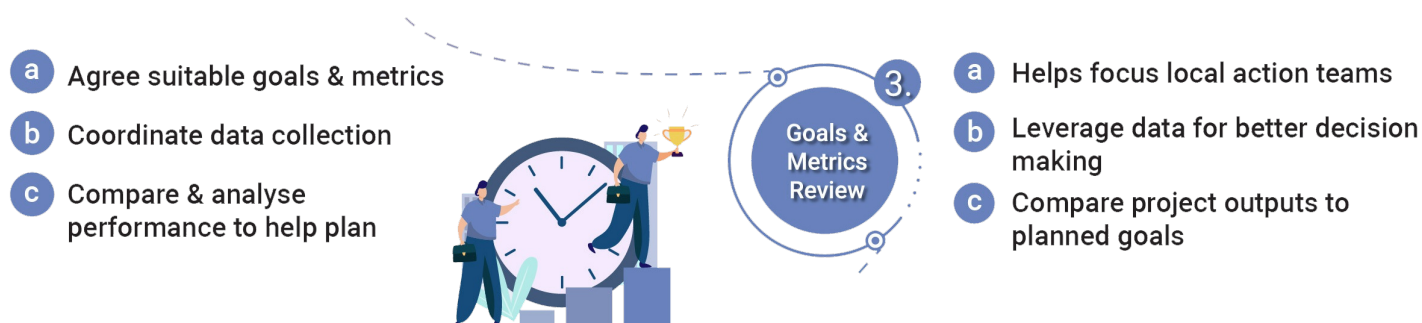 a Agree suitable goals & metrics
b Coordinate data collection
c Compare & analyse
performance to help plan
3.
Goals &
Metrics
Review
a Helps focus local action teams
b Leverage data for better decision
making
c Compare project outputs to
planned goals